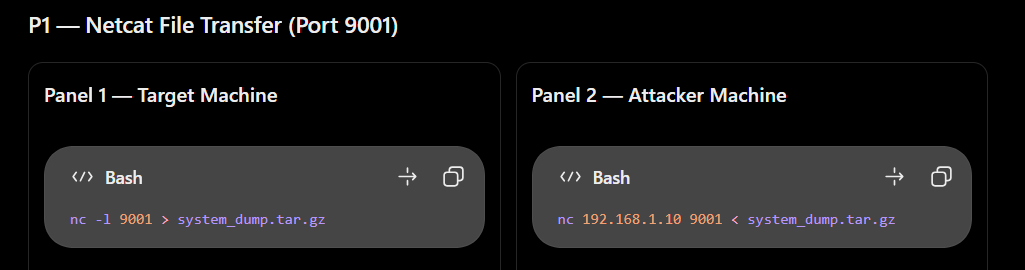 P1 — Netcat File Transfer (Port 9001)
Panel 1 — Target Machine
</> Bash
nc -l 9001 > system_dump.tar.gz
Panel 2 — Attacker Machine
</> Bash
nc 192.168.1.10 9001 < system_dump.tar.gz